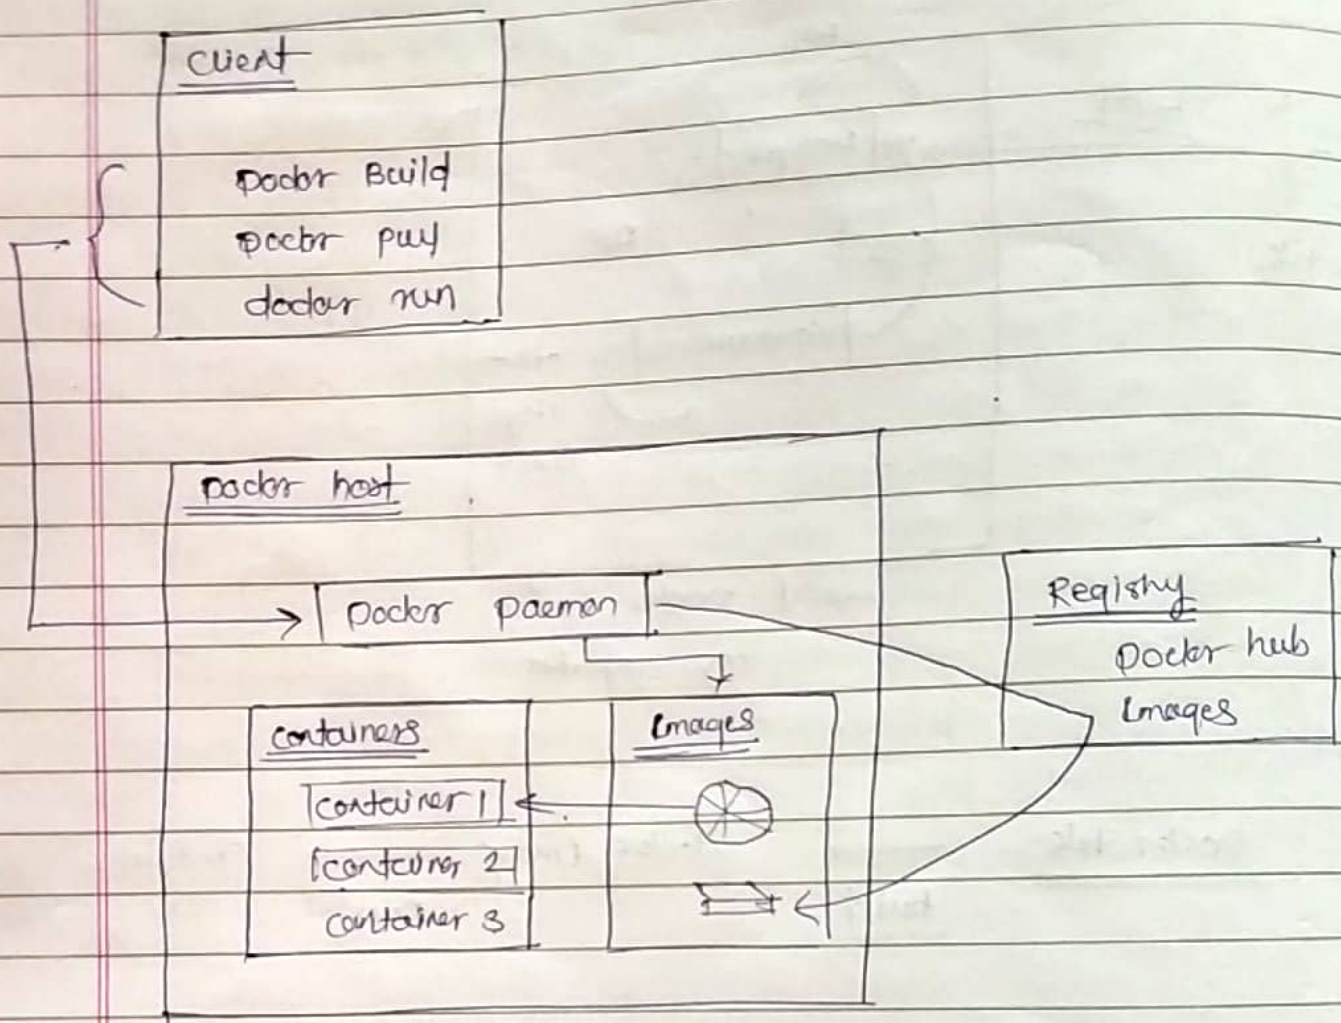 Client
Docker Build
Docker pull
docker run
Docker host
Docker Daemon
Registry
Docker hub
Images
Containers
Container 1
Container 2
Container 3
Images